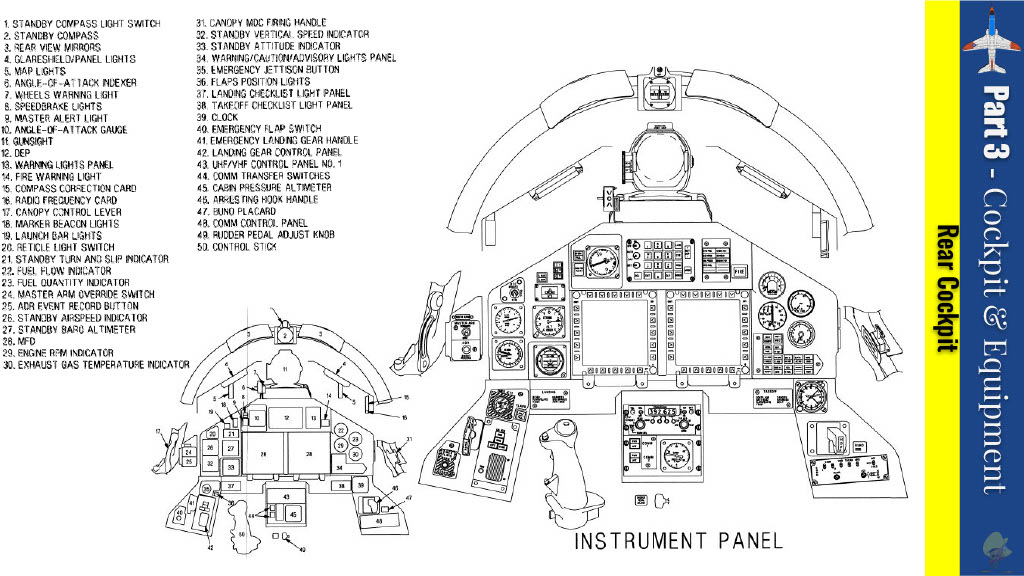 1. STANDBY COMPASS LIGHT SWITCH
2. STANDBY COMPASS
3. REAR VIEW MIRRORS
4. GLARESHIELD/PANEL LIGHTS
5. MAP LIGHTS
6. ANGLE-OF-ATTACK INDEXER
7. WHEELS WARNING LIGHT
8. SPEEDBRAKE LIGHTS
9. MASTER ALERT LIGHT
10. ANGLE-OF-ATTACK GAUGE
11. GUNSIGHT
12. DEP
13. WARNING LIGHTS PANEL
14. FIRE WARNING LIGHT
15. COMPASS CORRECTION CARD
16. RADIO FREQUENCY CARD
17. CANOPY CONTROL LEVER
18. MARKER BEACON LIGHTS
19. LAUNCH BAR LIGHTS
20. RETICLE LIGHT SWITCH
21. STANDBY TURN AND SLIP INDICATOR
22. FUEL FLOW INDICATOR
23. FUEL QUANTITY INDICATOR
24. MASTER ARM OVERRIDE SWITCH
25. ADR EVENT RECORD BUTTON
26. STANDBY AIRSPEED INDICATOR
27. STANDBY BARO ALTIMETER
28. MFD
29. ENGINE RPM INDICATOR
30. EXHAUST GAS TEMPERATURE INDICATOR
31. CANOPY MDC FIRING HANDLE
32. STANDBY VERTICAL SPEED INDICATOR
33. STANDBY ATTITUDE INDICATOR
34. WARNING/CAUTION/ADVISORY LIGHTS PANEL
35. EMERGENCY JETTISON BUTTON
36. FLAPS POSITION LIGHTS
37. LANDING CHECKLIST LIGHT PANEL
38. TAKEOFF CHECKLIST LIGHT PANEL
39. CLOCK
40. EMERGENCY FLAP SWITCH
41. EMERGENCY LANDING GEAR HANDLE
42. LANDING GEAR CONTROL PANEL
43. UHF/VHF CONTROL PANEL NO. 1
44. COMM TRANSFER SWITCHES
45. CABIN PRESSURE ALTIMETER
46. ARRESTING HOOK HANDLE
47. BUNO PLACARD
48. COMM CONTROL PANEL
49. RUDDER PEDAL ADJUST KNOB
50. CONTROL STICK
INSTRUMENT PANEL
Rear Cockpit
Part 3 - Cockpit & Equipment